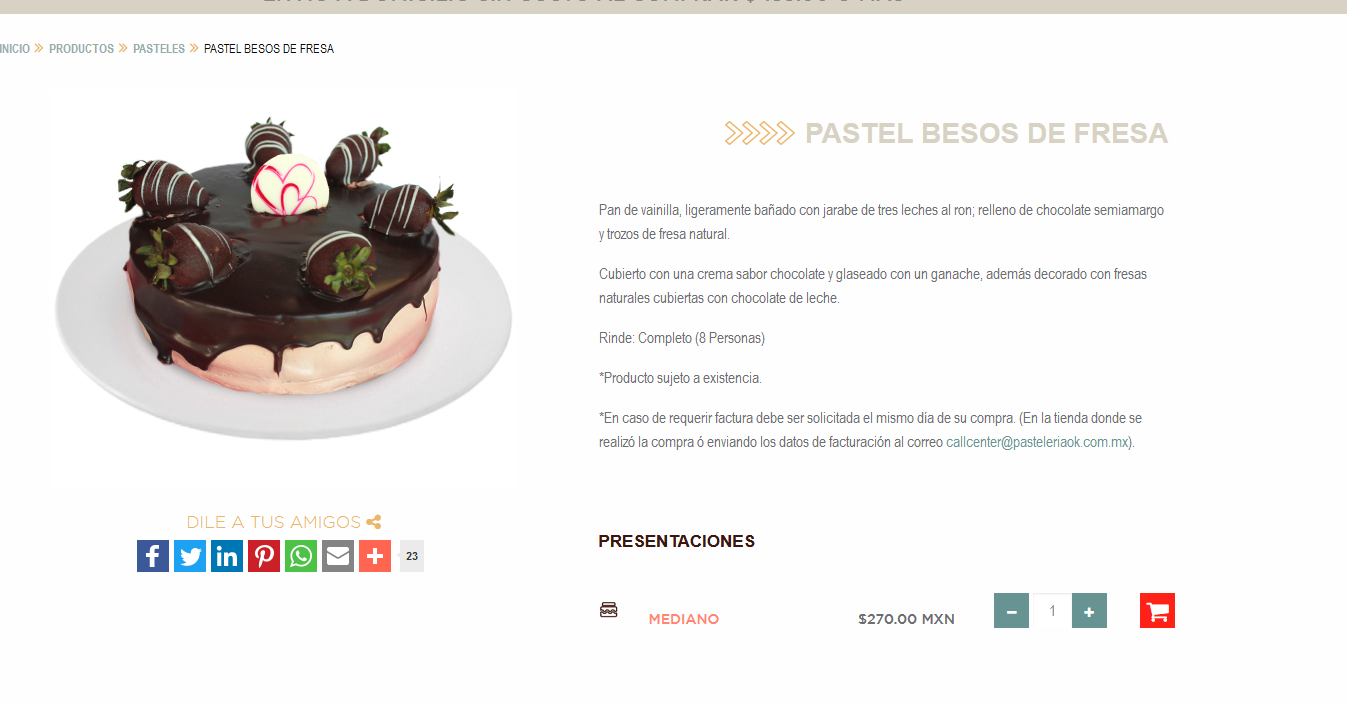 INICIO » PRODUCTOS » PASTELES » PASTEL BESOS DE FRESA
PASTEL BESOS DE FRESA
Pan de vainilla, ligeramente bañado con jarabe de tres leches al ron; relleno de chocolate semiamargo
y trozos de fresa natural.
Cubierto con una crema sabor chocolate y glaseado con un ganache, además decorado con fresas
naturales cubiertas con chocolate de leche.
Rinde: Completo (8 Personas)
*Producto sujeto a existencia.
*En caso de requerir factura debe ser solicitada el mismo día de su compra. (En la tienda donde se
realizó la compra ó enviando los datos de facturación al correo callcenter@pasteleriaok.com.mx).
DILE A TUS AMIGOS
23
PRESENTACIONES
MEDIANO $270.00 MXN − 1 +